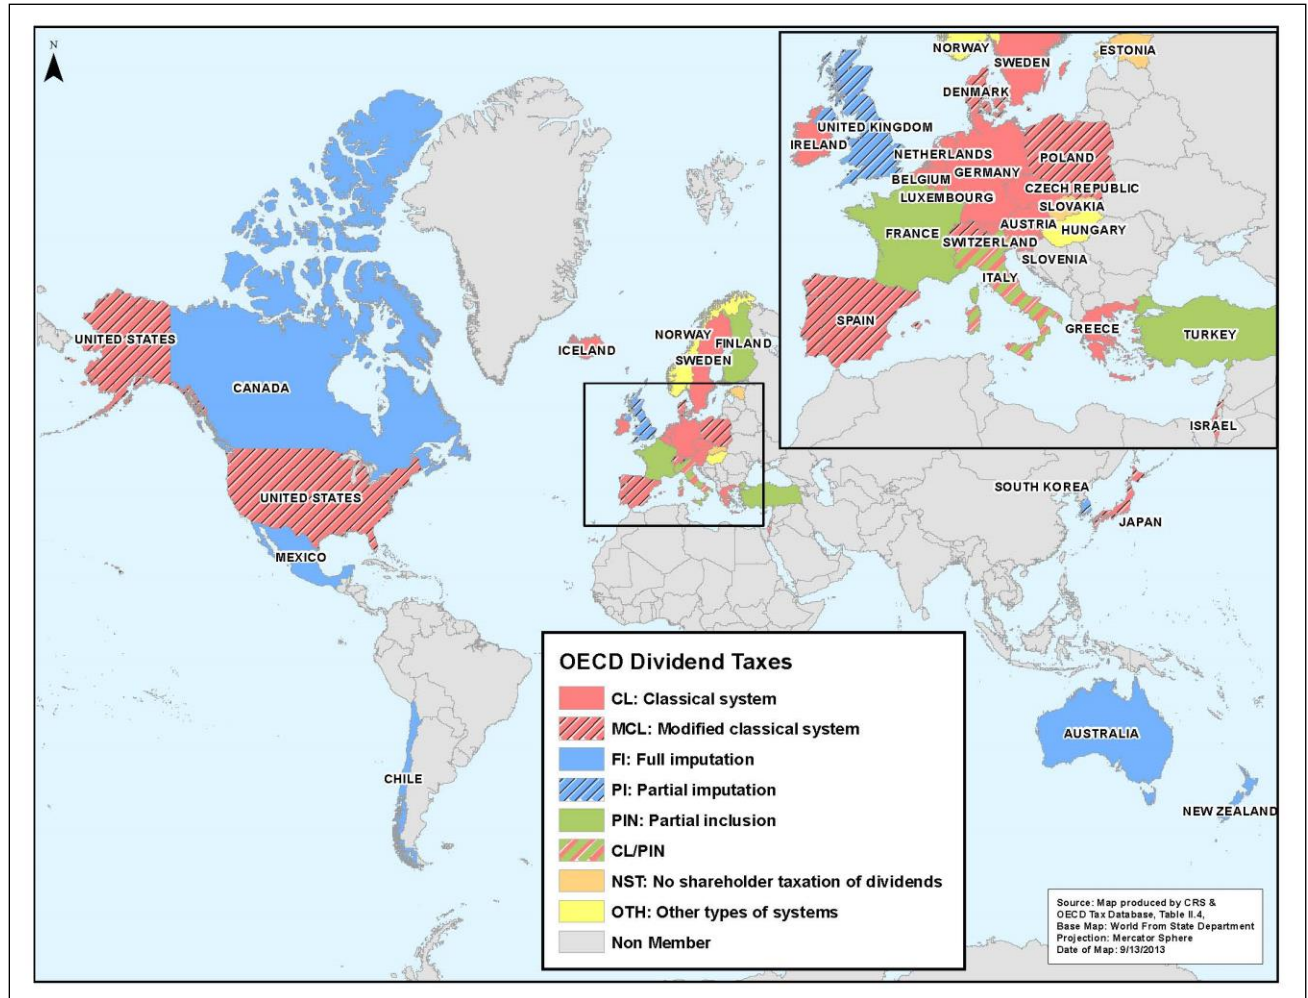 N
NORWAY
SWEDEN
ESTONIA
DENMARK
UNITED KINGDOM
IRELAND
NETHERLANDS
POLAND
GERMANY
BELGIUM
CZECH REPUBLIC
LUXEMBOURG
SLOVAKIA
AUSTRIA
HUNGARY
FRANCE
SWITZERLAND
SLOVENIA
ITALY
SPAIN
GREECE
TURKEY
ISRAEL
UNITED STATES
CANADA
ICELAND
NORWAY
SWEDEN
FINLAND
UNITED STATES
MEXICO
SOUTH KOREA
JAPAN
CHILE
AUSTRALIA
NEW ZEALAND
OECD Dividend Taxes
CL: Classical system
MCL: Modified classical system
FI: Full imputation
PI: Partial imputation
PIN: Partial inclusion
CL/PIN
NST: No shareholder taxation of dividends
OTH: Other types of systems
Non Member
Source: Map produced by CRS &
OECD Tax Database, Table II.4,
Base Map: World From State Department
Projection: Mercator Sphere
Date of Map: 9/13/2013